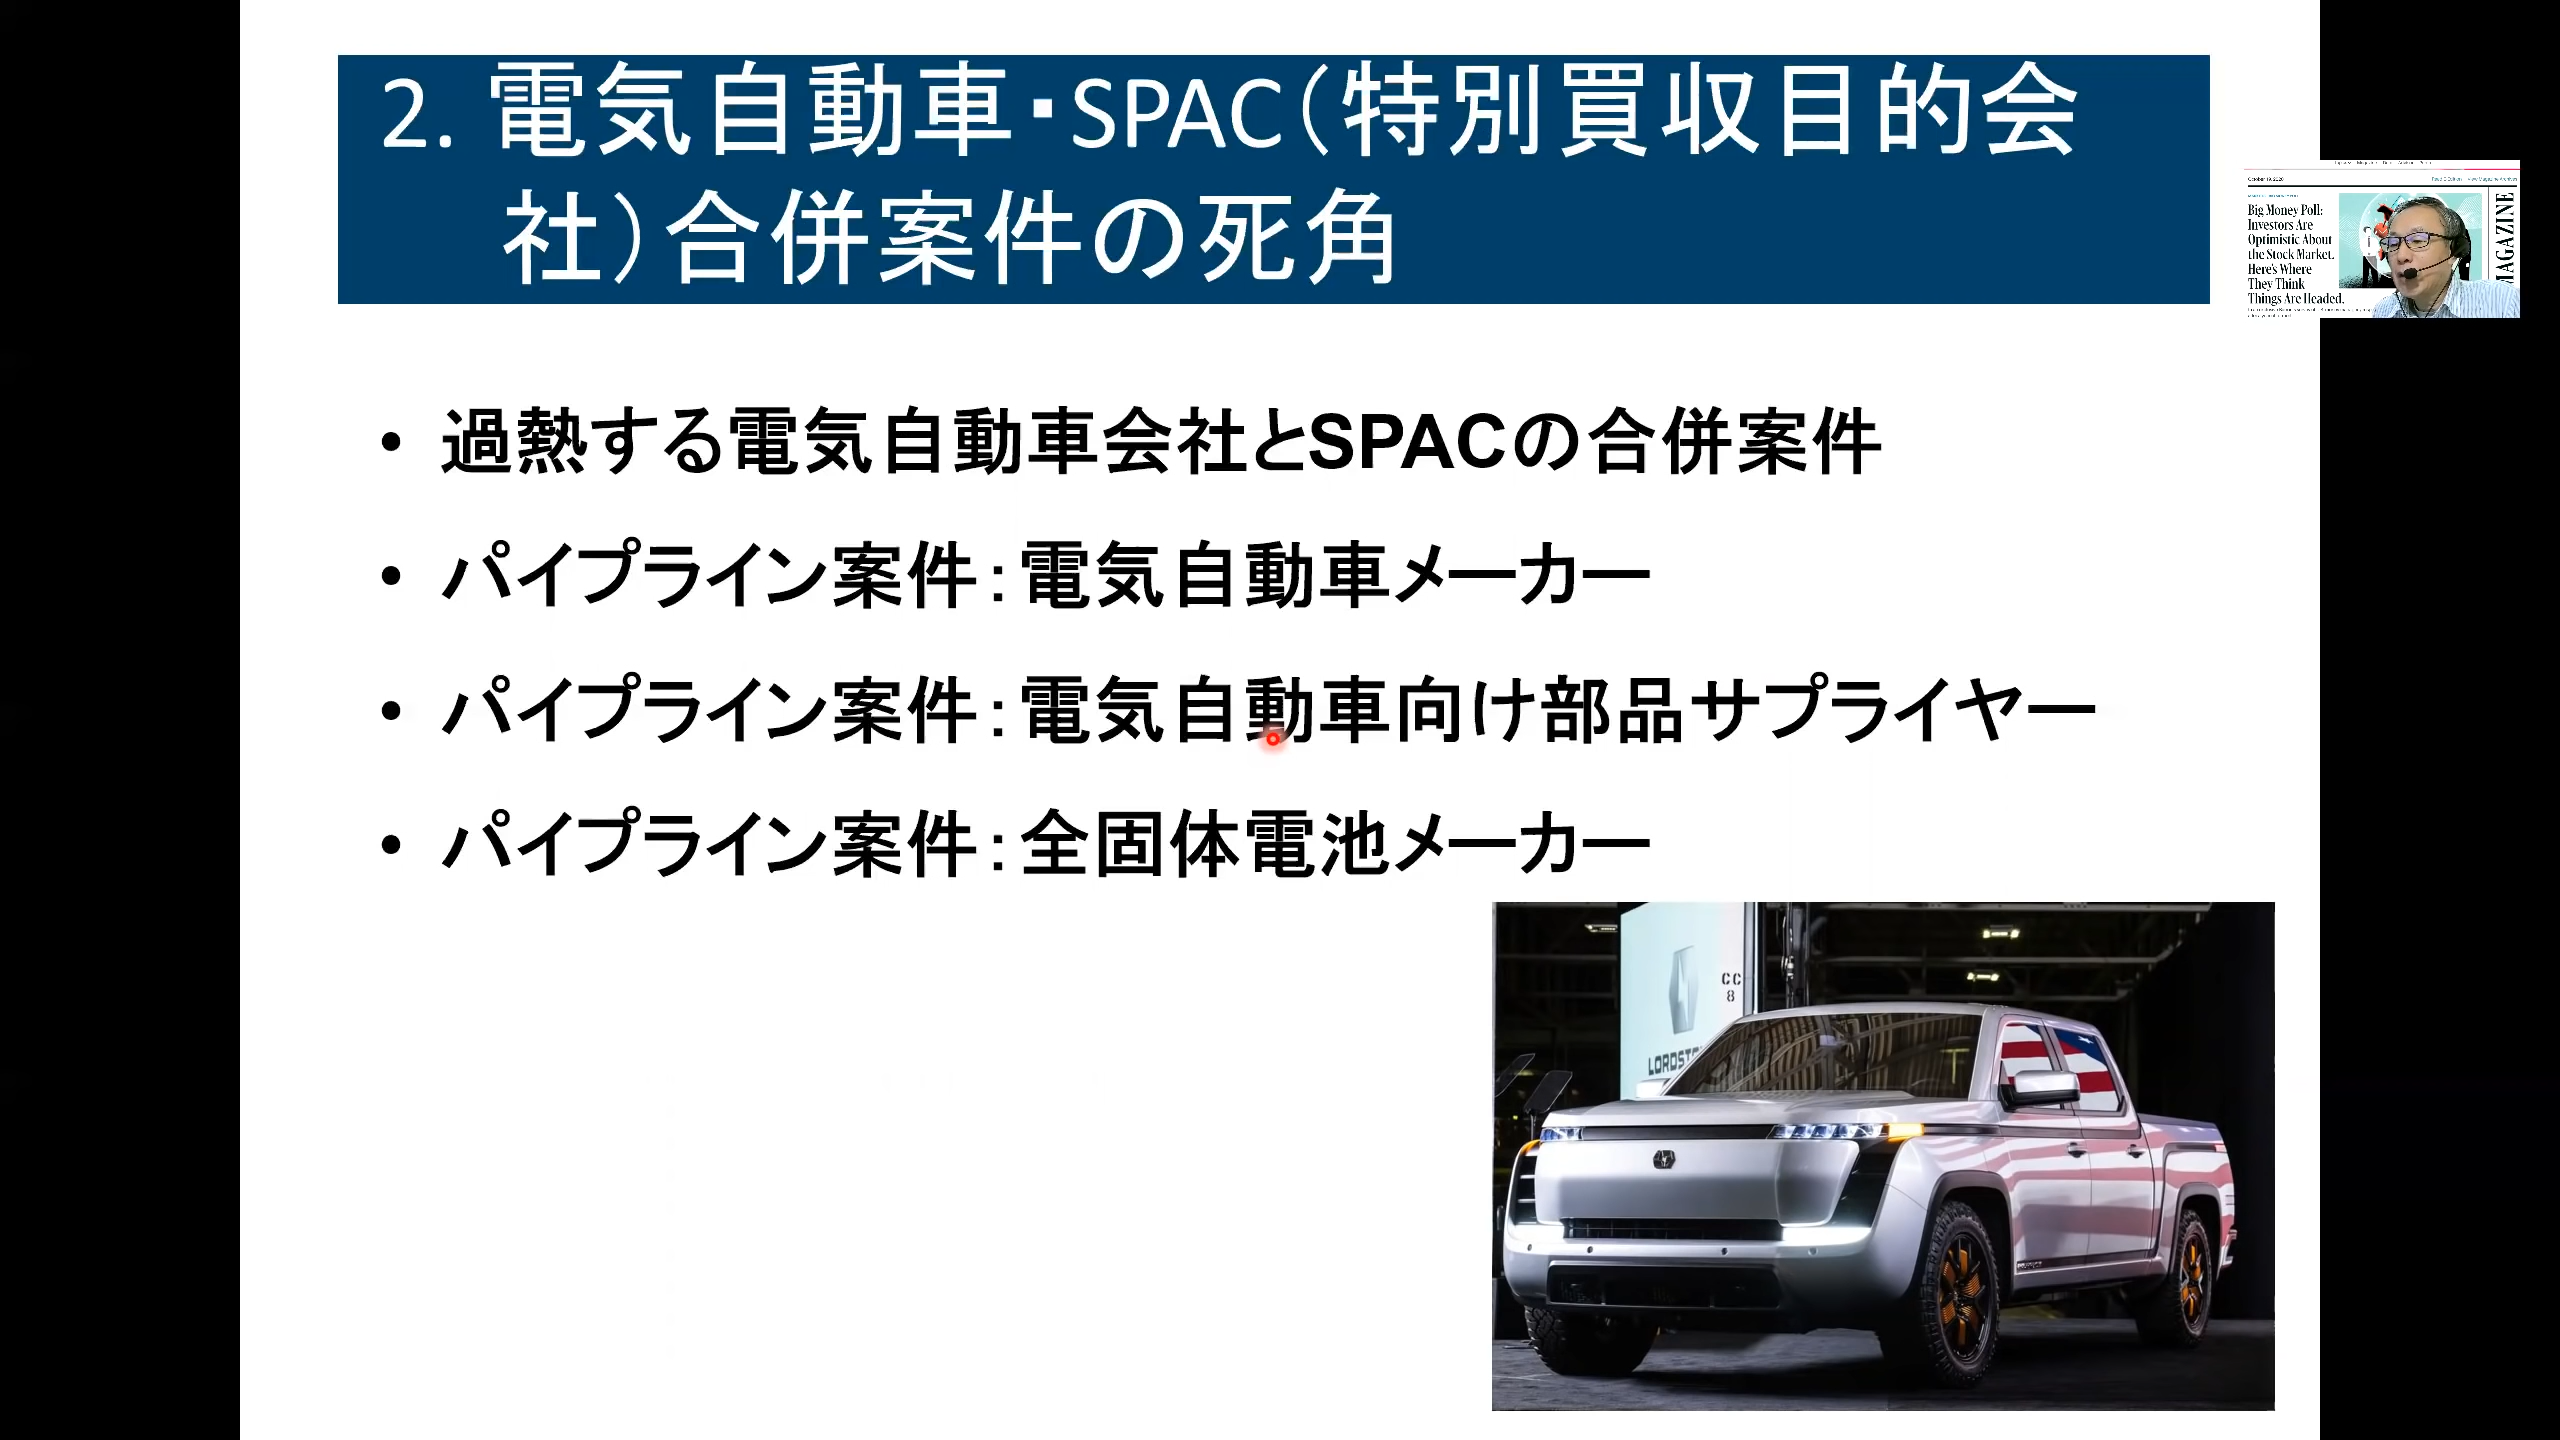 2. 電気自動車・SPAC（特別買収目的会
社）合併案件の死角
• 過熱する電気自動車会社とSPACの合併案件
• パイプライン案件：電気自動車メーカー
• パイプライン案件：電気自動車向け部品サプライヤー
• パイプライン案件：全固体電池メーカー
October 19, 2020
Big Money Poll:
Investors Are
Optimistic About
the Stock Market.
Here's Where
They Think
Things Are Headed.
MAGAZINE
CC
8
LORDST